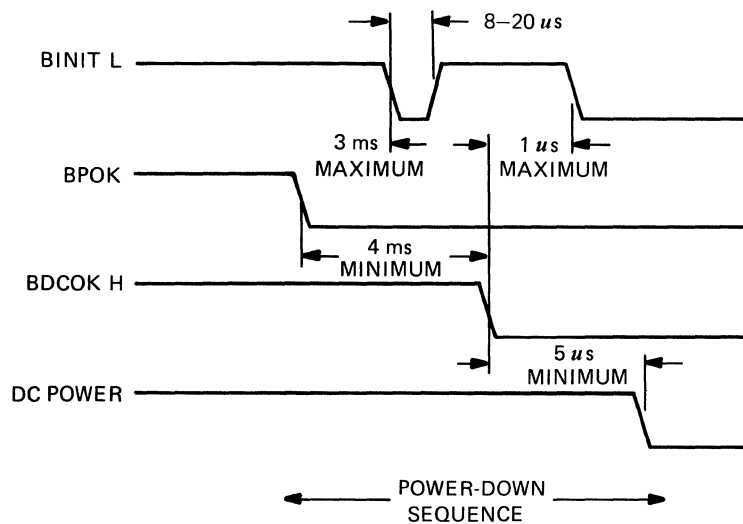 8–20 us
BINIT L
3 ms
MAXIMUM
1 us
MAXIMUM
BPOK
4 ms
MINIMUM
BDCOK H
5 us
MINIMUM
DC POWER
POWER-DOWN
SEQUENCE